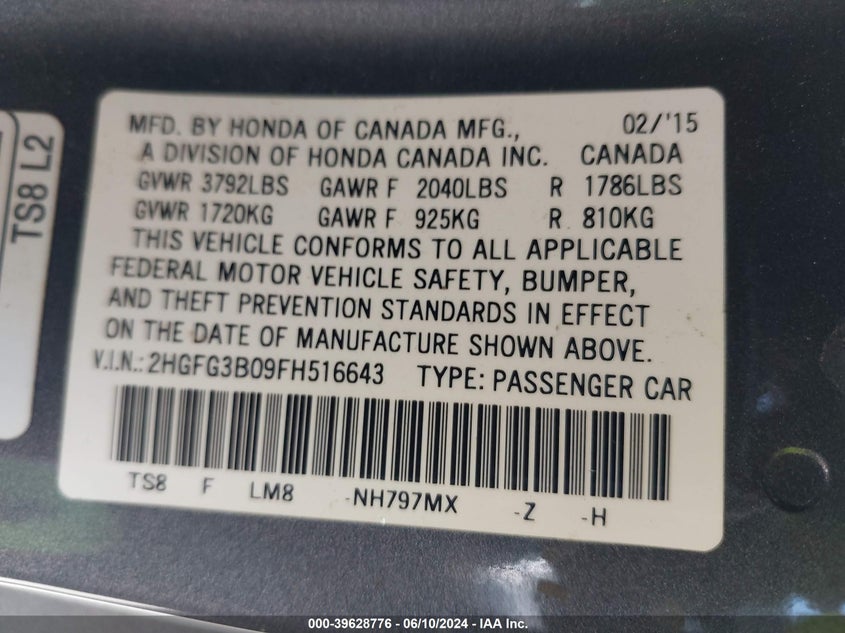 MFD. BY HONDA OF CANADA MFG., 02/'15
A DIVISION OF HONDA CANADA INC. CANADA
GVWR 3792LBS GAWR F 2040LBS R 1786LBS
GVWR 1720KG GAWR F 925KG R 810KG
THIS VEHICLE CONFORMS TO ALL APPLICABLE
FEDERAL MOTOR VEHICLE SAFETY, BUMPER,
AND THEFT PREVENTION STANDARDS IN EFFECT
ON THE DATE OF MANUFACTURE SHOWN ABOVE.
V.I.N.: 2HGFG3B09FH516643 TYPE: PASSENGER CAR
TS8 F LM8 -NH797MX -Z -H
TS8 L2
000-39628776 - 06/10/2024 - IAA Inc.